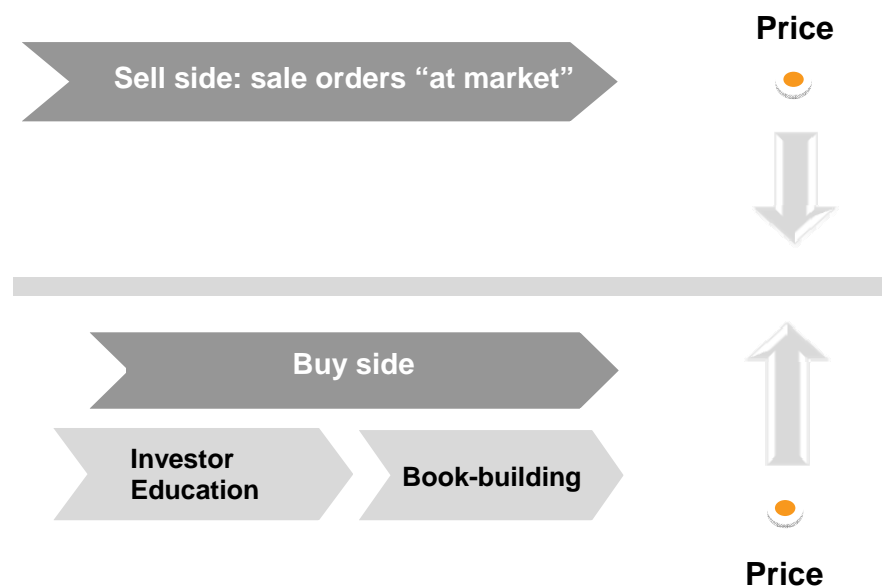 Price
Sell side: sale orders “at market”
Buy side
Investor
Education
Book-building
Price